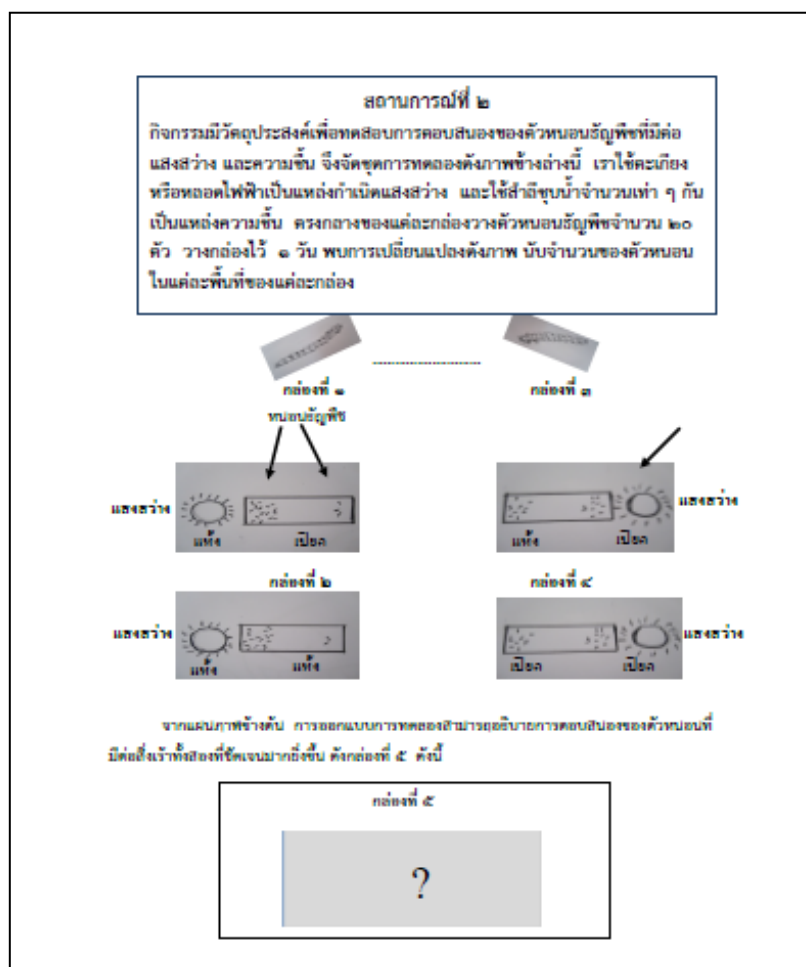 สถานการณ์ที่ ๒
กิจกรรมมีวัตถุประสงค์เพื่อทดสอบการตอบสนองของตัวหนอนธัญพืชที่มีต่อ
แสงสว่าง และความชื้น จึงจัดชุดการทดลองดังภาพข้างล่างนี้ เราใช้ตะเกียง
หรือหลอดไฟฟ้าเป็นแหล่งกำเนิดแสงสว่าง และใช้สำลีชุบน้ำจำนวนเท่า ๆ กัน
เป็นแหล่งความชื้น ตรงกลางของแต่ละกล่องวางตัวหนอนธัญพืชจำนวน ๒๐
ตัว วางกล่องไว้ ๑ วัน พบการเปลี่ยนแปลงดังภาพ นับจำนวนของตัวหนอน
ในแต่ละพื้นที่ของแต่ละกล่อง
กล่องที่ ๑
กล่องที่ ๓
หนอนธัญพืช
แสงสว่าง
แห้ง
เปียก
แสงสว่าง
แห้ง
เปียก
กล่องที่ ๒
กล่องที่ ๔
แสงสว่าง
แห้ง
แห้ง
แสงสว่าง
เปียก
เปียก
จากแผนภาพข้างต้น การออกแบบการทดลองสามารถอธิบายการตอบสนองของตัวหนอนที่
มีต่อสิ่งเร้าทั้งสองที่ชัดเจนมากยิ่งขึ้น ดังกล่องที่ ๕ ดังนี้
กล่องที่ ๕
?